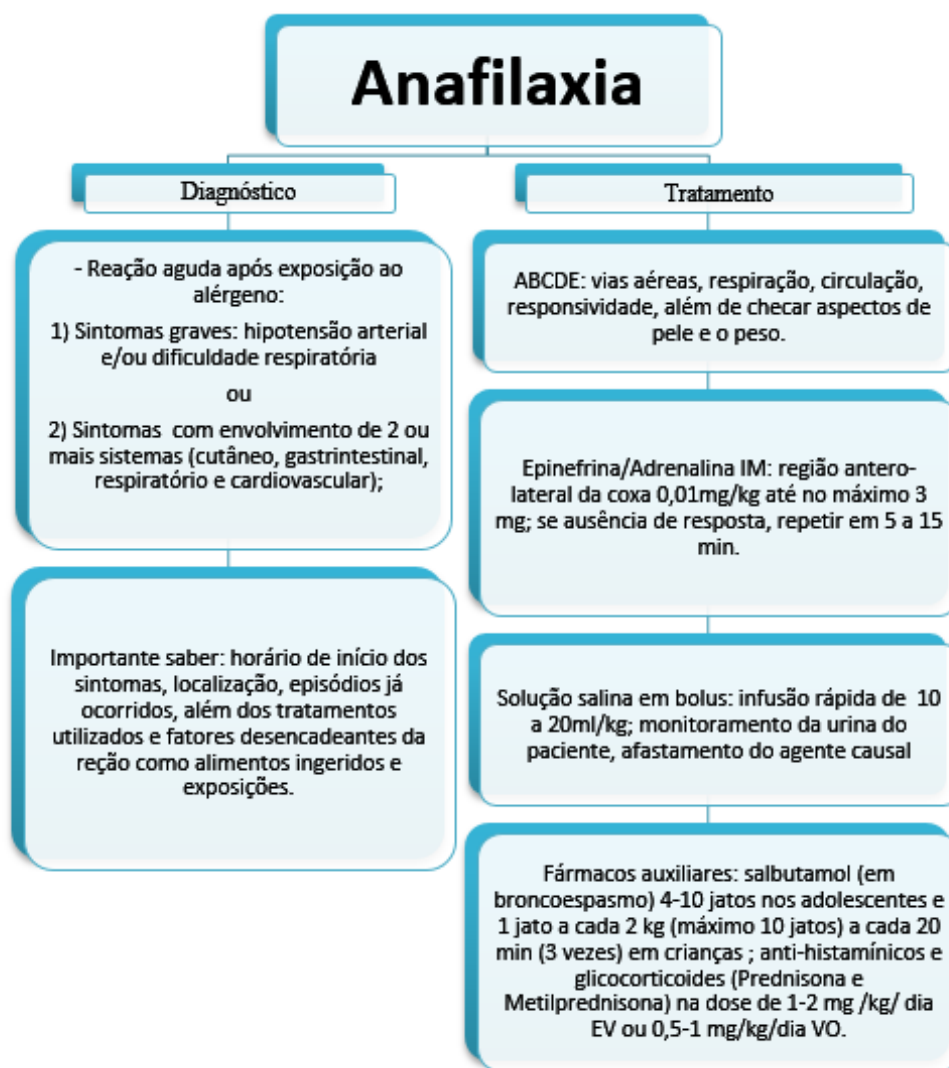 Anafilaxia
Diagnóstico
- Reação aguda após exposição ao
alérgeno:
1) Sintomas graves: hipotensão arterial
e/ou dificuldade respiratória
ou
2) Sintomas com envolvimento de 2 ou
mais sistemas (cutâneo, gastrintestinal,
respiratório e cardiovascular);
Importante saber: horário de início dos
sintomas, localização, episódios já
ocorridos, além dos tratamentos
utilizados e fatores desencadeantes da
reção como alimentos ingeridos e
exposições.
Tratamento
ABCDE: vias aéreas, respiração, circulação,
responsividade, além de checar aspectos de
pele e o peso.
Epinefrina/Adrenalina IM: região antero-
lateral da coxa 0,01mg/kg até no máximo 3
mg; se ausência de resposta, repetir em 5 a 15
min.
Solução salina em bolus: infusão rápida de 10
a 20ml/kg; monitoramento da urina do
paciente, afastamento do agente causal
Fármacos auxiliares: salbutamol (em
broncoespasmo) 4-10 jatos nos adolescentes e
1 jato a cada 2 kg (máximo 10 jatos) a cada 20
min (3 vezes) em crianças ; anti-histamínicos e
glicocorticoides (Prednisona e
Metilprednisona) na dose de 1-2 mg /kg/ dia
EV ou 0,5-1 mg/kg/dia VO.